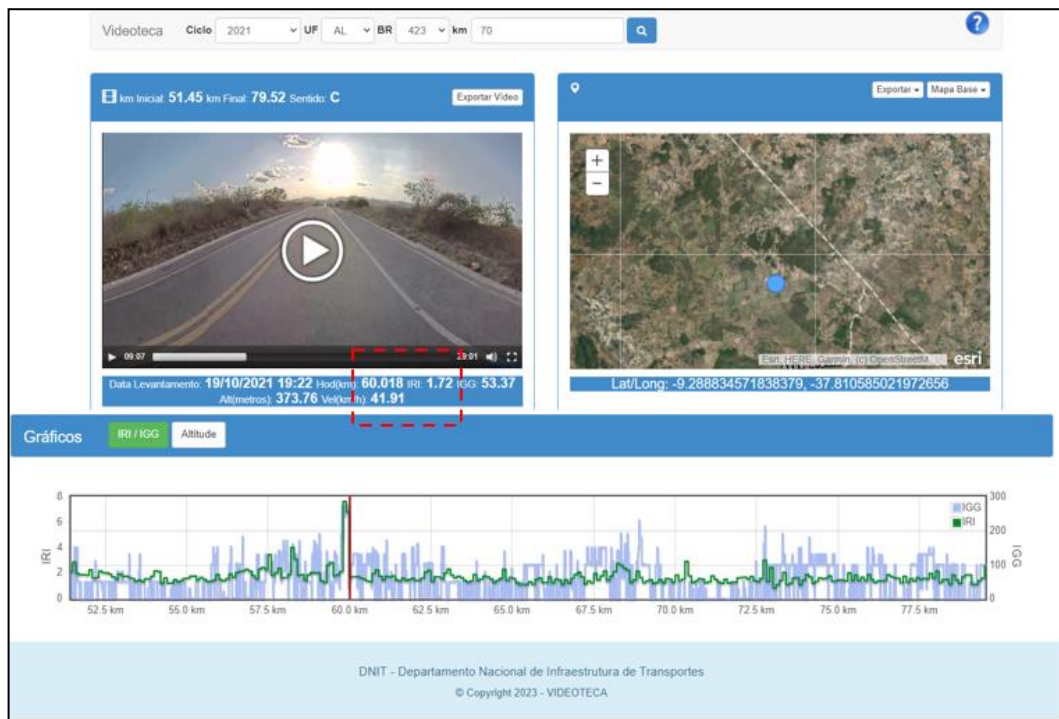 Videoteca Ciclo 2021 UF AL BR 423 km 70
?
km Inicial: 51.45 km Final: 79.52 Sentido: C Exportar Vídeo
Exportar Mapa Base
+
−
09:07 29:01
Esri, HERE, Garmin, (c) OpenStreetM... esri
Data Levantamento: 19/10/2021 19:22 Hod(km): 60.018 IRI: 1.72 IGG: 53.37
Alt(metros): 373.76 Vel(km/h): 41.91
Lat/Long: -9.288834571838379, -37.810585021972656
Gráficos IRI / IGG Altitude
8 300
IGG
IRI
6 200
4
IRI IGG
2 100
0 0
52.5 km 55.0 km 57.5 km 60.0 km 62.5 km 65.0 km 67.5 km 70.0 km 72.5 km 75.0 km 77.5 km
DNIT - Departamento Nacional de Infraestrutura de Transportes
© Copyright 2023 - VIDEOTECA